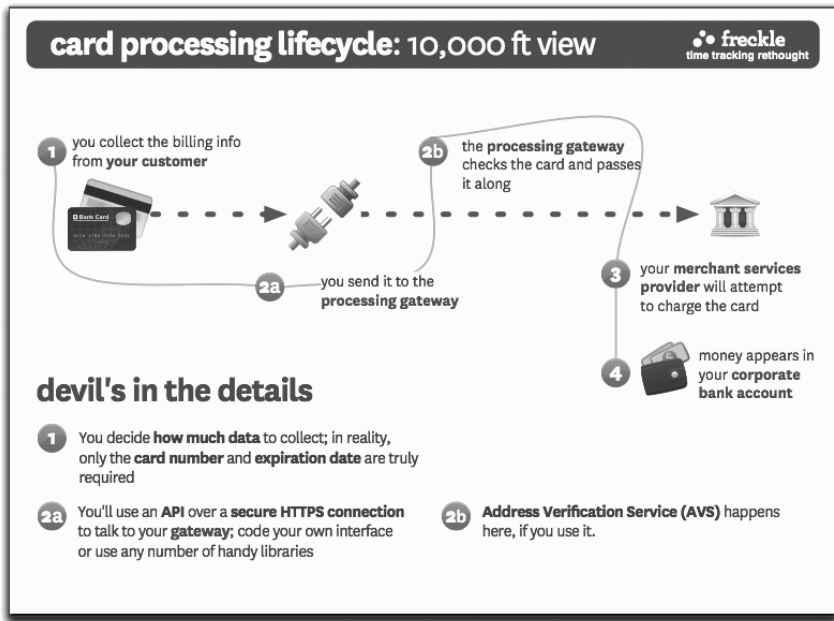 card processing lifecycle: 10,000 ft view
freckle
time tracking rethought
1
you collect the billing info
from your customer
Bank Card
2a
you send it to the
processing gateway
2b
the processing gateway
checks the card and passes
it along
3
your merchant services
provider will attempt
to charge the card
4
money appears in
your corporate
bank account
devil's in the details
1
You decide how much data to collect; in reality,
only the card number and expiration date are truly
required
2a
You'll use an API over a secure HTTPS connection
to talk to your gateway; code your own interface
or use any number of handy libraries
2b
Address Verification Service (AVS) happens
here, if you use it.